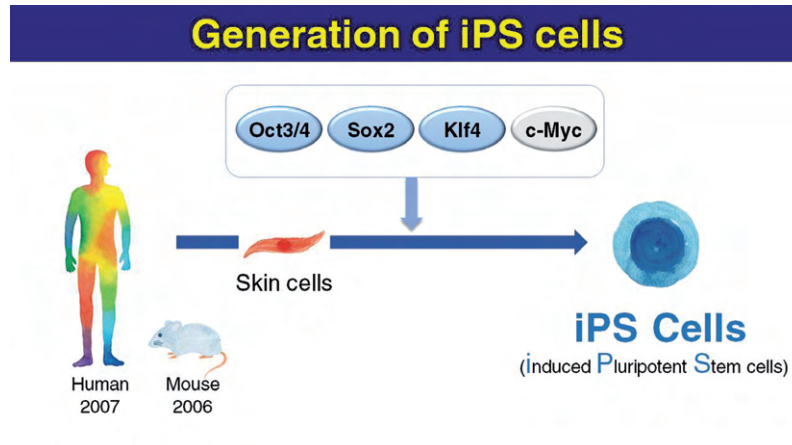 Generation of iPS cells
Oct3/4 Sox2 Klf4 c-Myc
Skin cells
iPS Cells
(induced Pluripotent Stem cells)
Human Mouse
2007 2006